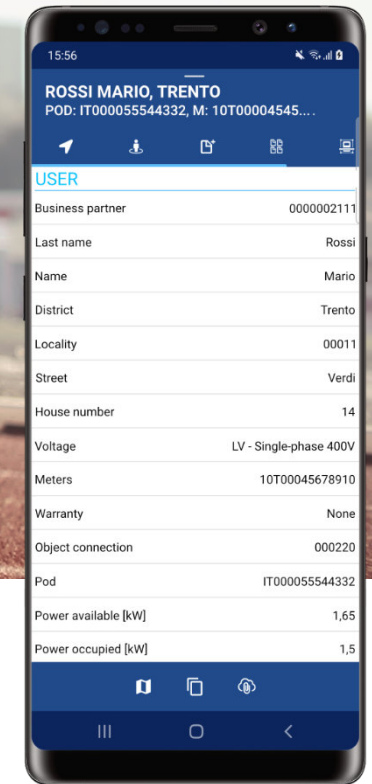 15:56
ROSSI MARIO, TRENTO
POD: IT000055544332, M: 10T00004545....
USER
Business partner 0000002111
Last name Rossi
Name Mario
District Trento
Locality 00011
Street Verdi
House number 14
Voltage LV - Single-phase 400V
Meters 10T00045678910
Warranty None
Object connection 000220
Pod IT000055544332
Power available [kW] 1,65
Power occupied [kW] 1,5